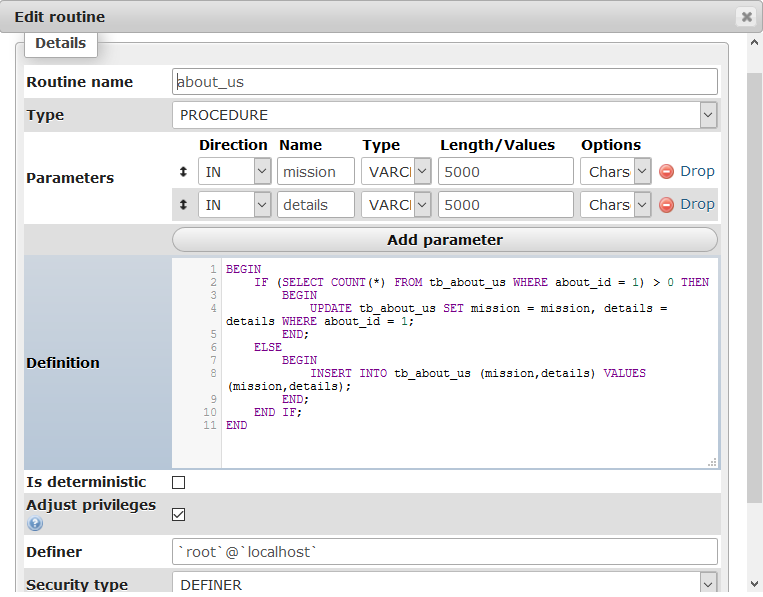 Edit routine
Details
Routine name about_us
Type PROCEDURE
Direction Name Type Length/Values Options
Parameters
IN mission VARC 5000 Chars Drop
IN details VARC 5000 Chars Drop
Add parameter
Definition
1 BEGIN
2 IF (SELECT COUNT(*) FROM tb_about_us WHERE about_id = 1) > 0 THEN
3 BEGIN
4 UPDATE tb_about_us SET mission = mission, details =
details WHERE about_id = 1;
5 END;
6 ELSE
7 BEGIN
8 INSERT INTO tb_about_us (mission,details) VALUES
(mission,details);
9 END;
10 END IF;
11 END
Is deterministic
Adjust privileges
Definer `root`@`localhost`
Security type DEFINER